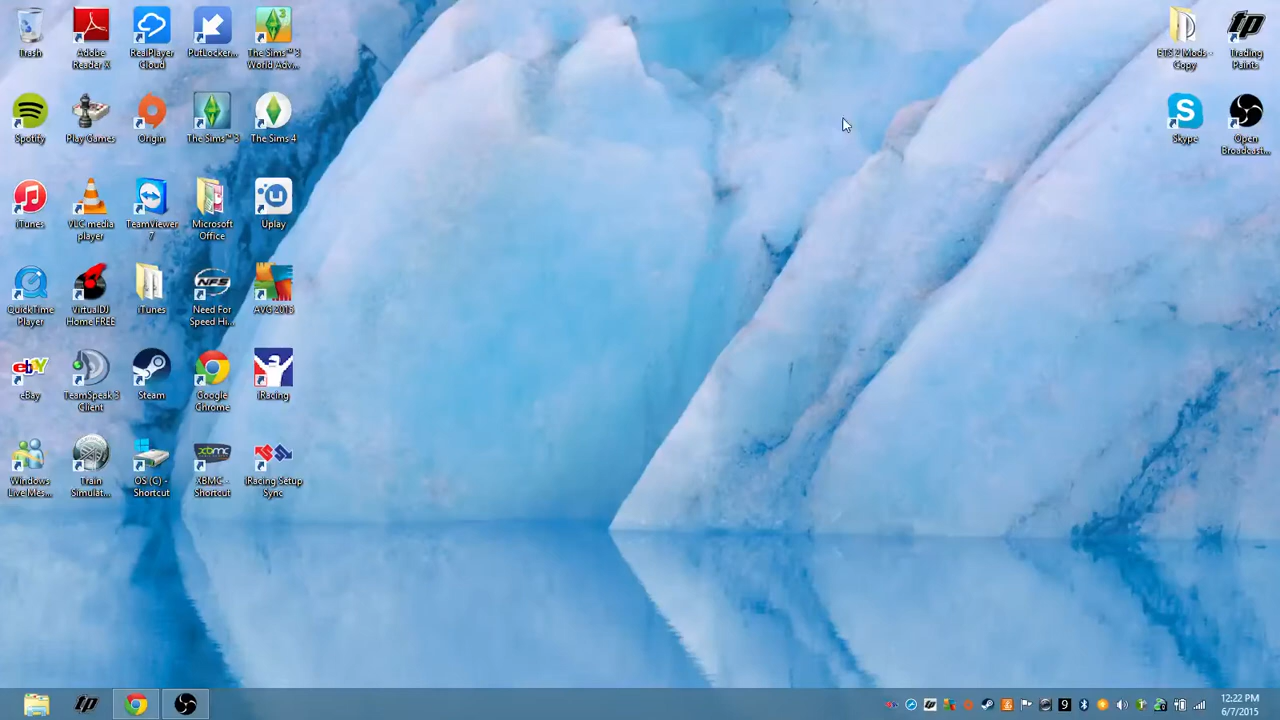 Trash
Adobe
Reader X
RealPlayer
Cloud
PutLocker...
The Sims™ 3
World Adv...
ETS 2 Mods -
Copy
Trading
Paints
Spotify
Play Games
Origin
The Sims™ 3
The Sims 4
Skype
Open
Broadcast...
iTunes
VLC media
player
TeamViewer
7
Microsoft
Office
Uplay
QuickTime
Player
VirtualDJ
Home FREE
iTunes
Need For
Speed Hi...
AVG 2015
eBay
TeamSpeak 3
Client
Steam
Google
Chrome
iRacing
Windows
Live Mes...
Train
Simulat...
OS (C) -
Shortcut
XBMC -
Shortcut
iRacing Setup
Sync
12:22 PM
6/7/2015